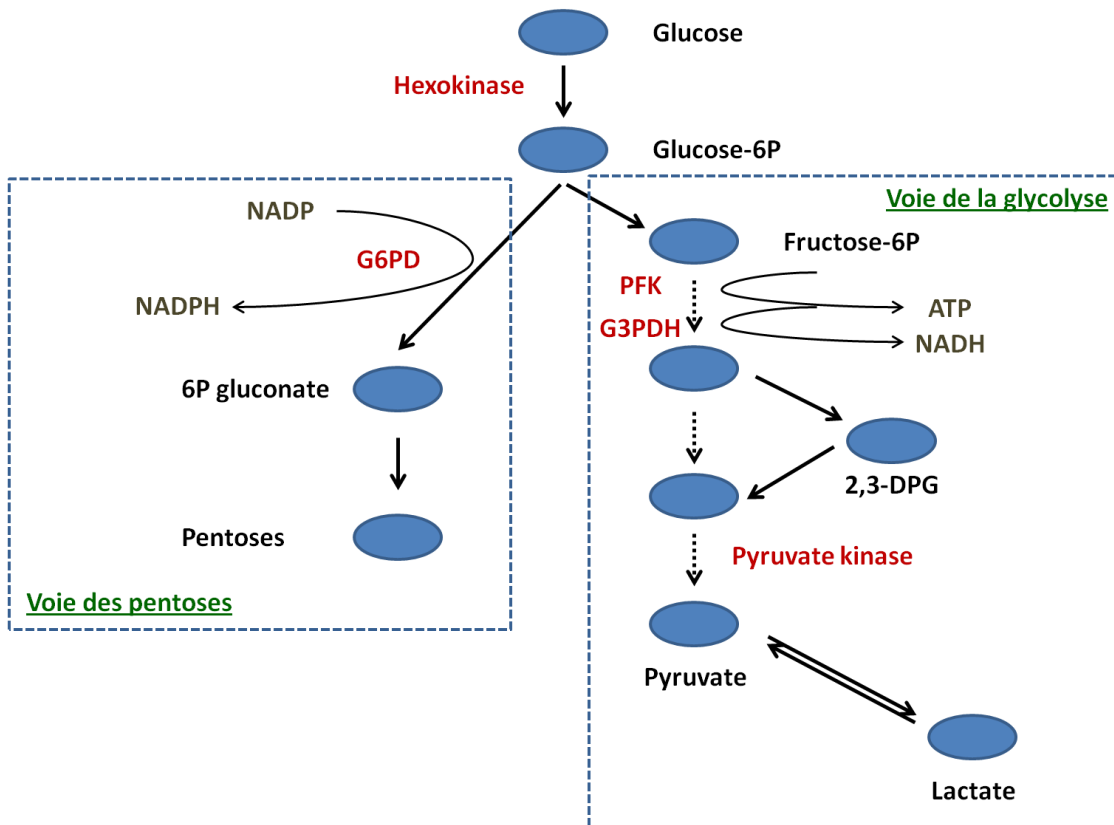 Glucose
Hexokinase
Glucose-6P
Voie de la glycolyse
NADP
Fructose-6P
G6PD
PFK
NADPH
ATP
G3PDH
NADH
6P gluconate
2,3-DPG
Pentoses
Pyruvate kinase
Voie des pentoses
Pyruvate
Lactate